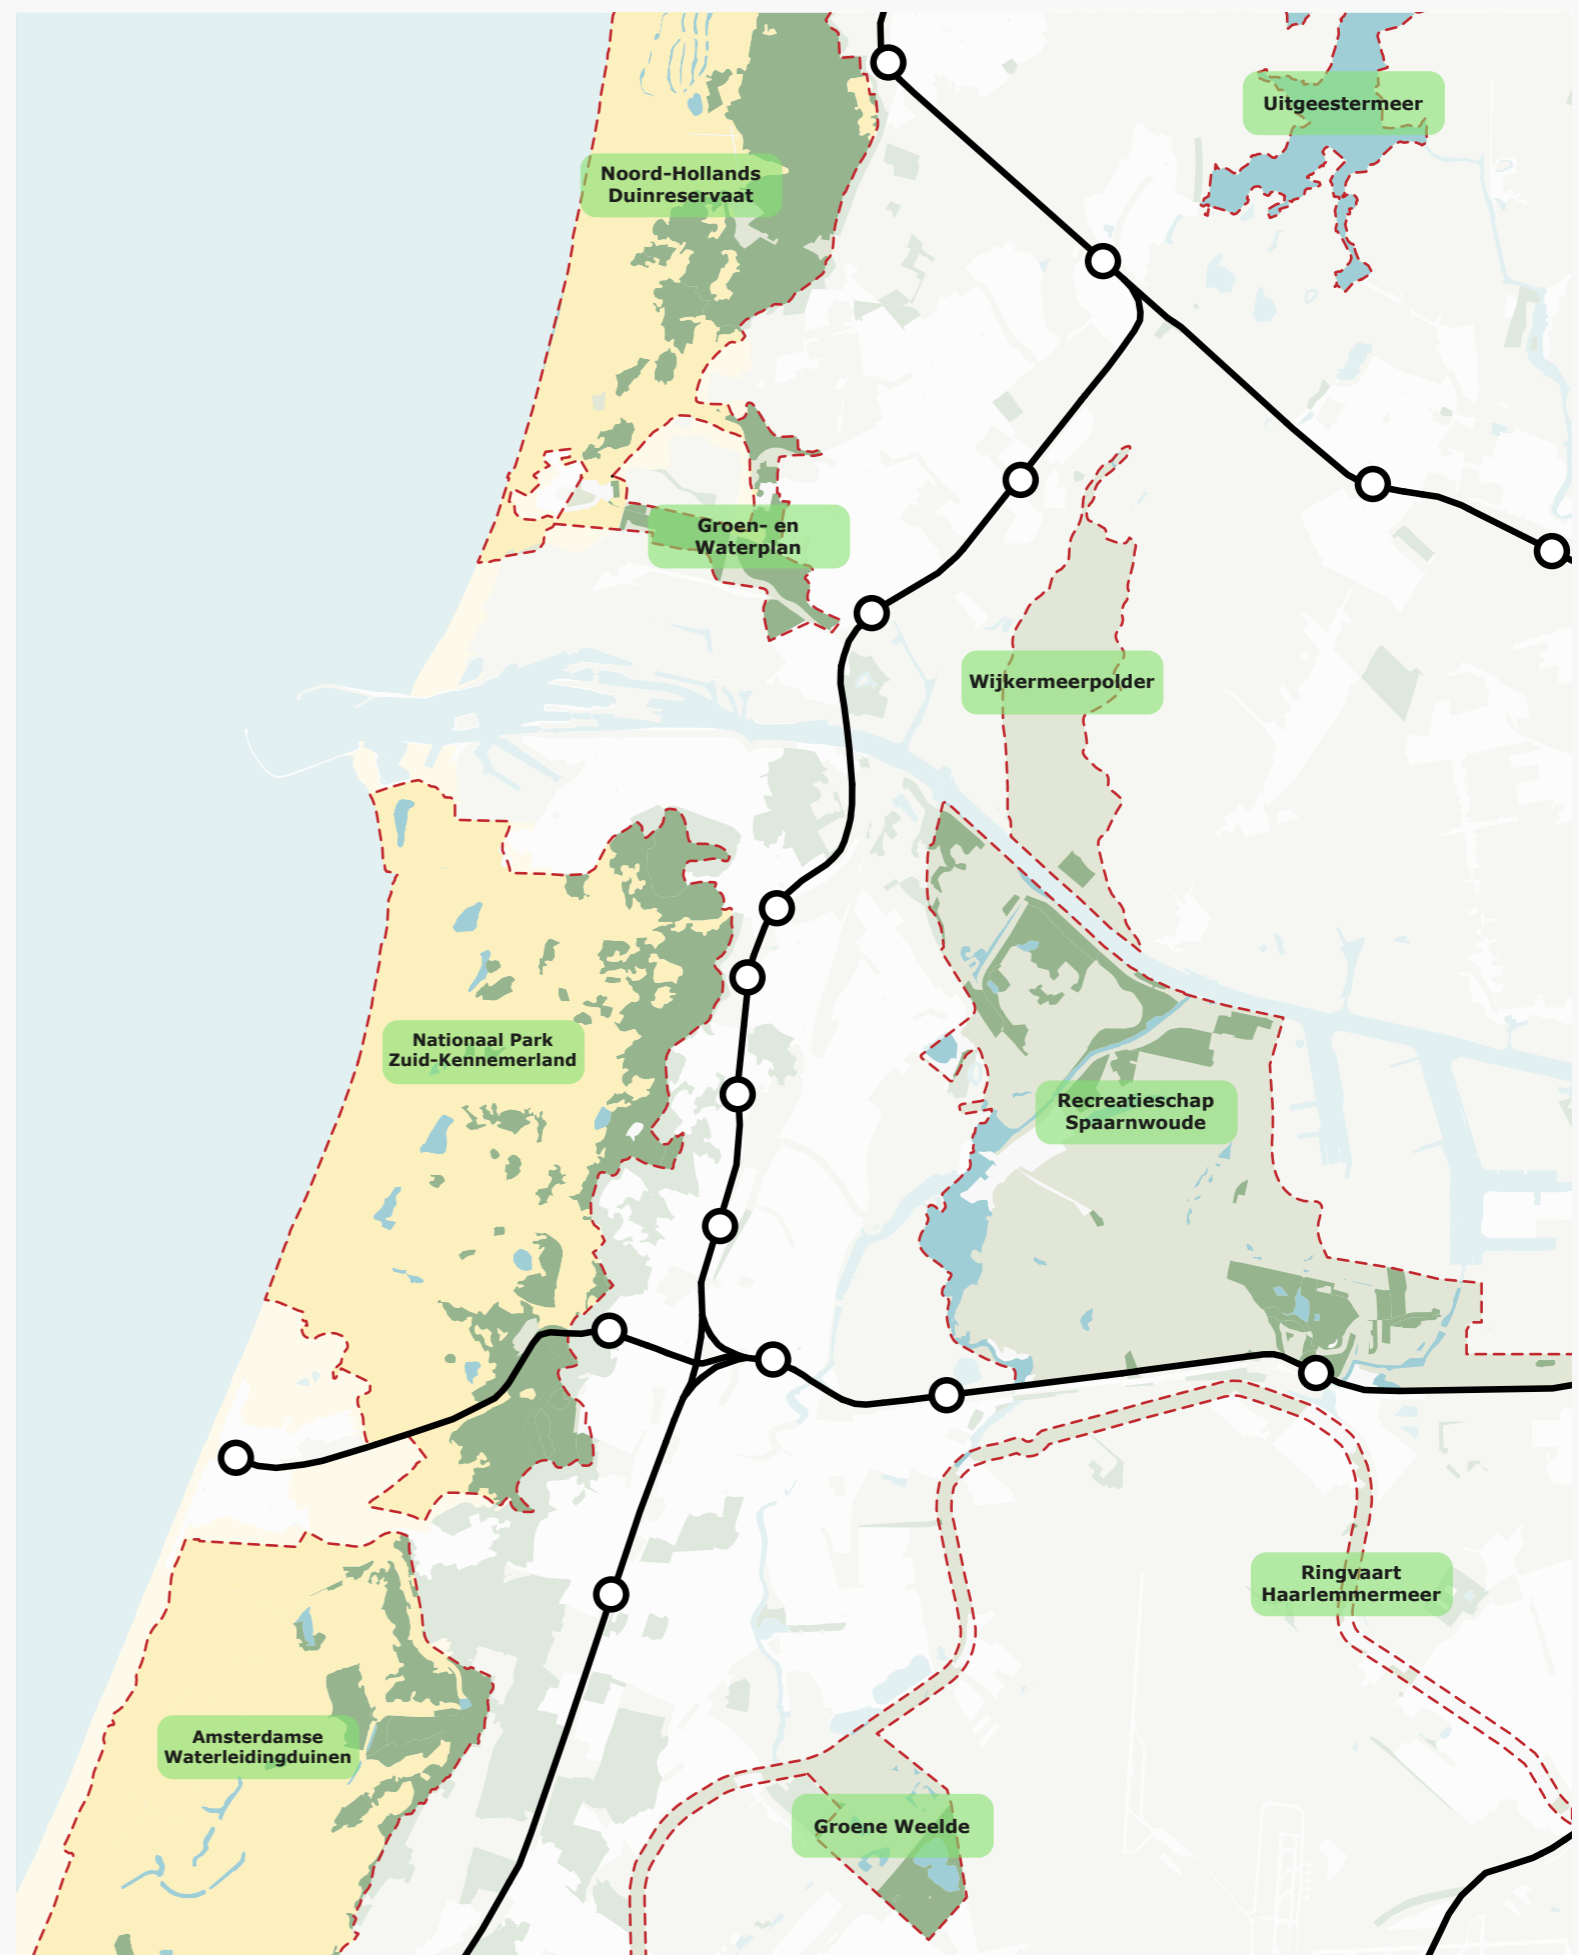 Uitgeestermeer
Noord-Hollands
Duinreservaat
Groen- en
Waterplan
Wijkermeerpolder
Nationaal Park
Zuid-Kennemerland
Recreatieschap
Spaarnwoude
Ringvaart
Haarlemmermeer
Amsterdamse
Waterleidingduinen
Groene Weelde